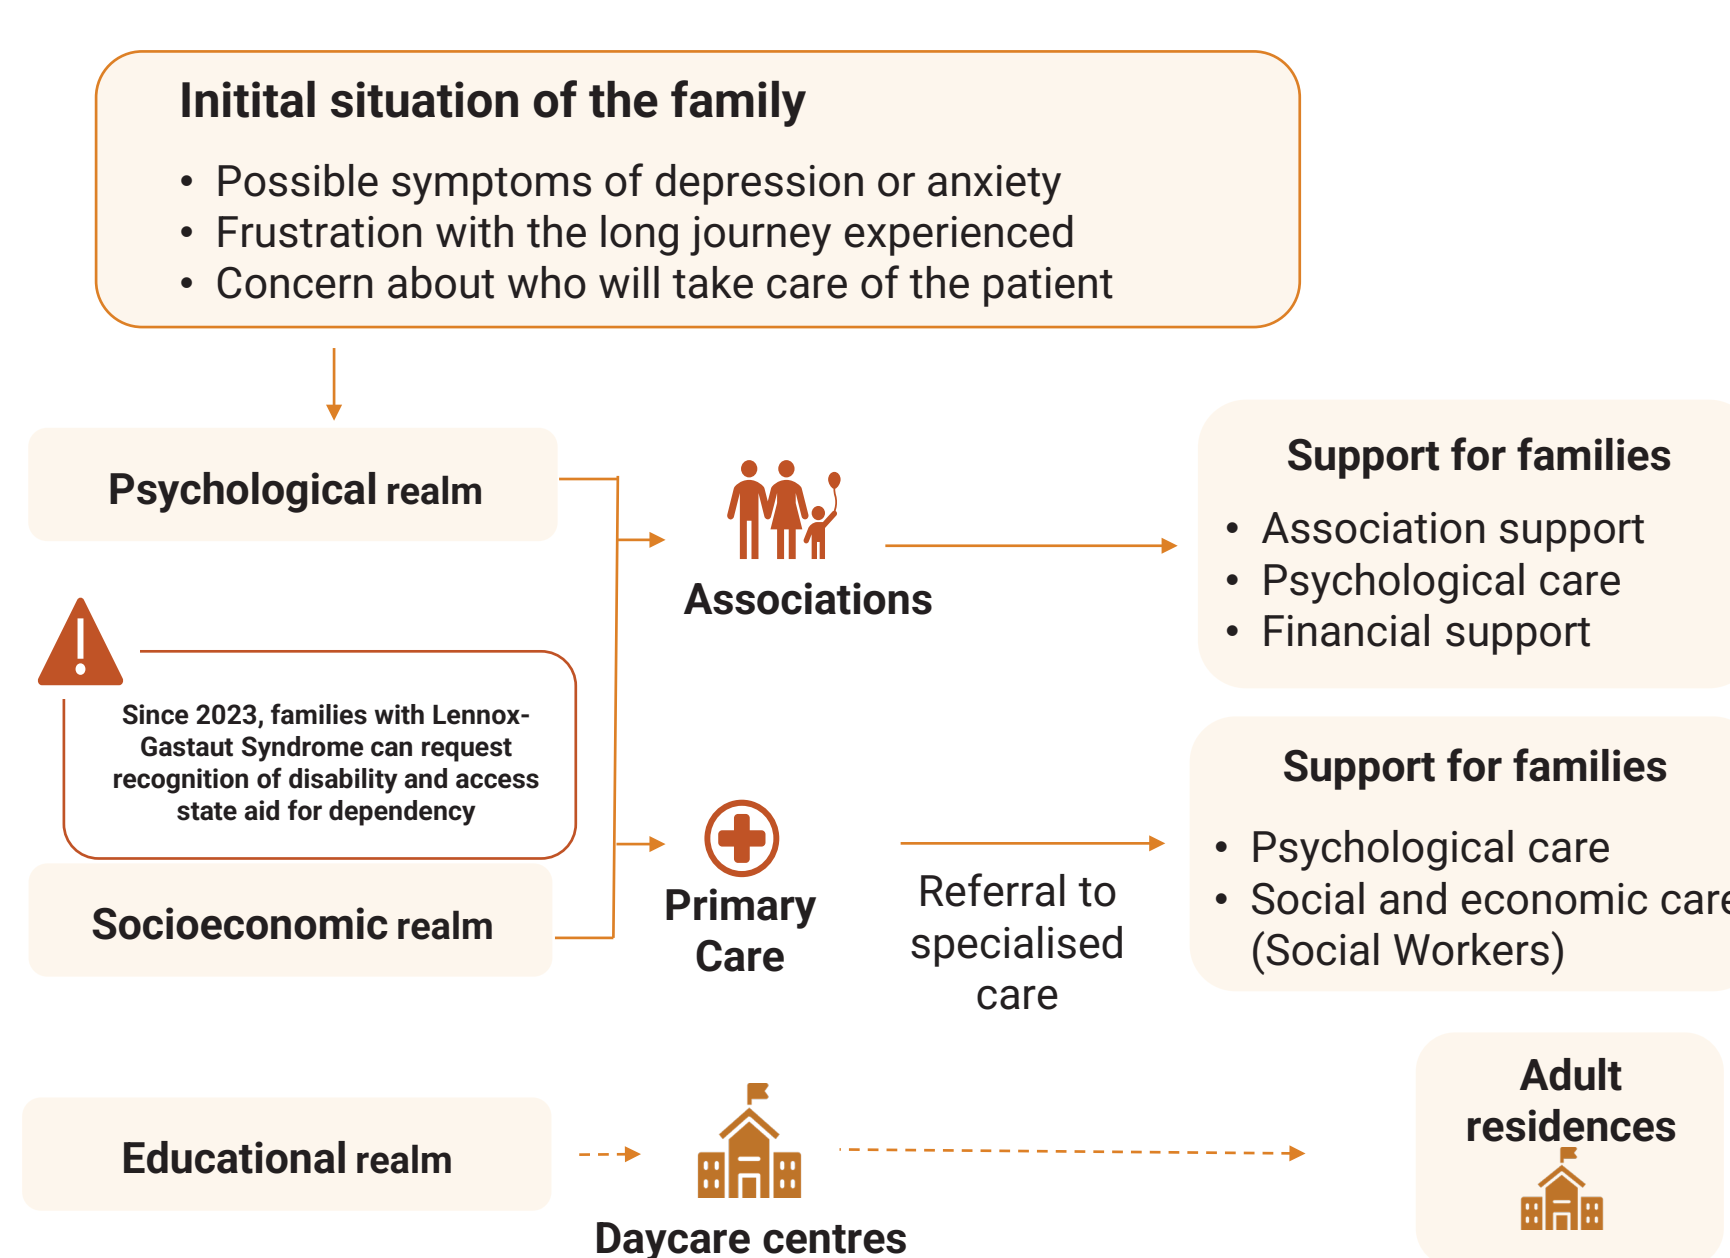 Initital situation of the family
• Possible symptoms of depression or anxiety
• Frustration with the long journey experienced
• Concern about who will take care of the patient
Psychological realm
Associations
Support for families
• Association support
• Psychological care
• Financial support
Since 2023, families with Lennox-
Gastaut Syndrome can request
recognition of disability and access
state aid for dependency
Socioeconomic realm
Primary
Care
Referral to
specialised
care
Support for families
• Psychological care
• Social and economic care
(Social Workers)
Educational realm
Daycare centres
Adult
residences